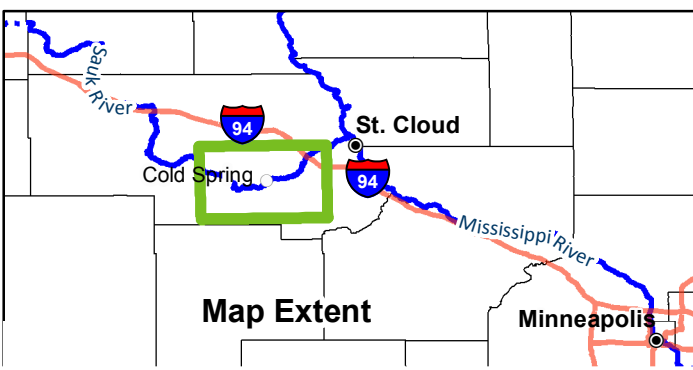 Sauk River
94
St. Cloud
Cold Spring
94
Mississippi River
Map Extent
Minneapolis